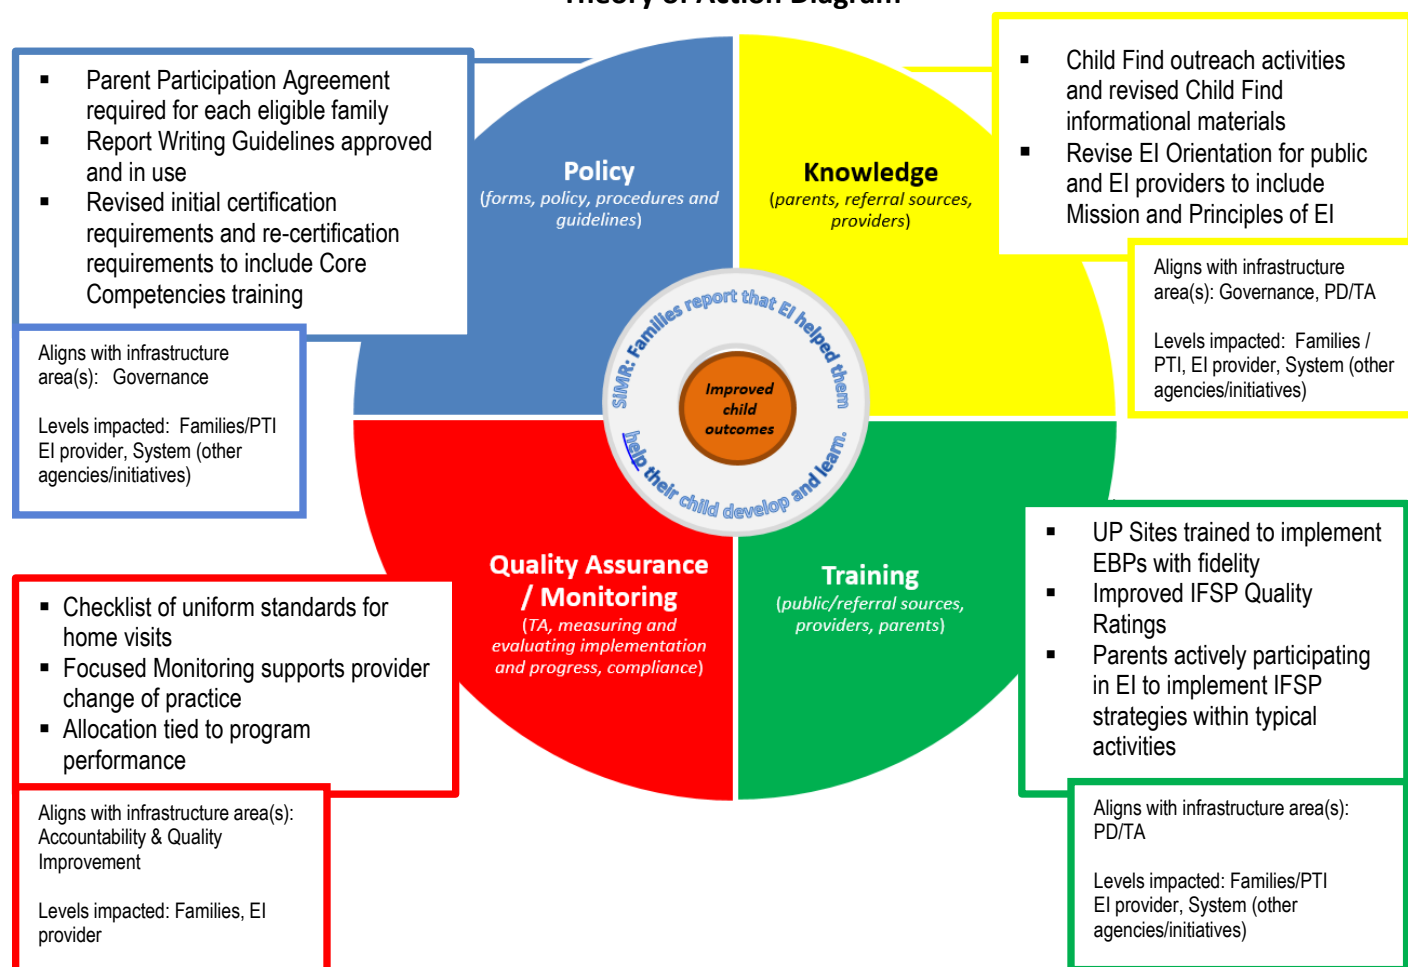 Theory of Action Diagram
▪ Parent Participation Agreement
required for each eligible family
▪ Report Writing Guidelines approved
and in use
▪ Revised initial certification
requirements and re-certification
requirements to include Core
Competencies training
Aligns with infrastructure
area(s): Governance
Levels impacted: Families/PTI
EI provider, System (other
agencies/initiatives)
Policy
(forms, policy, procedures and
guidelines)
Knowledge
(parents, referral sources,
providers)
▪ Child Find outreach activities
and revised Child Find
informational materials
▪ Revise EI Orientation for public
and EI providers to include
Mission and Principles of EI
Aligns with infrastructure
area(s): Governance, PD/TA
Levels impacted: Families /
PTI, EI provider, System (other
agencies/initiatives)
SIMR: Families report that EI helped them
help their child develop and learn.
Improved
child
outcomes
Quality Assurance
/ Monitoring
(TA, measuring and
evaluating implementation
and progress, compliance)
Training
(public/referral sources,
providers, parents)
▪ Checklist of uniform standards for
home visits
▪ Focused Monitoring supports provider
change of practice
▪ Allocation tied to program
performance
Aligns with infrastructure area(s):
Accountability & Quality
Improvement
Levels impacted: Families, EI
provider
▪ UP Sites trained to implement
EBPs with fidelity
▪ Improved IFSP Quality
Ratings
▪ Parents actively participating
in EI to implement IFSP
strategies within typical
activities
Aligns with infrastructure area(s):
PD/TA
Levels impacted: Families/PTI
EI provider, System (other
agencies/initiatives)